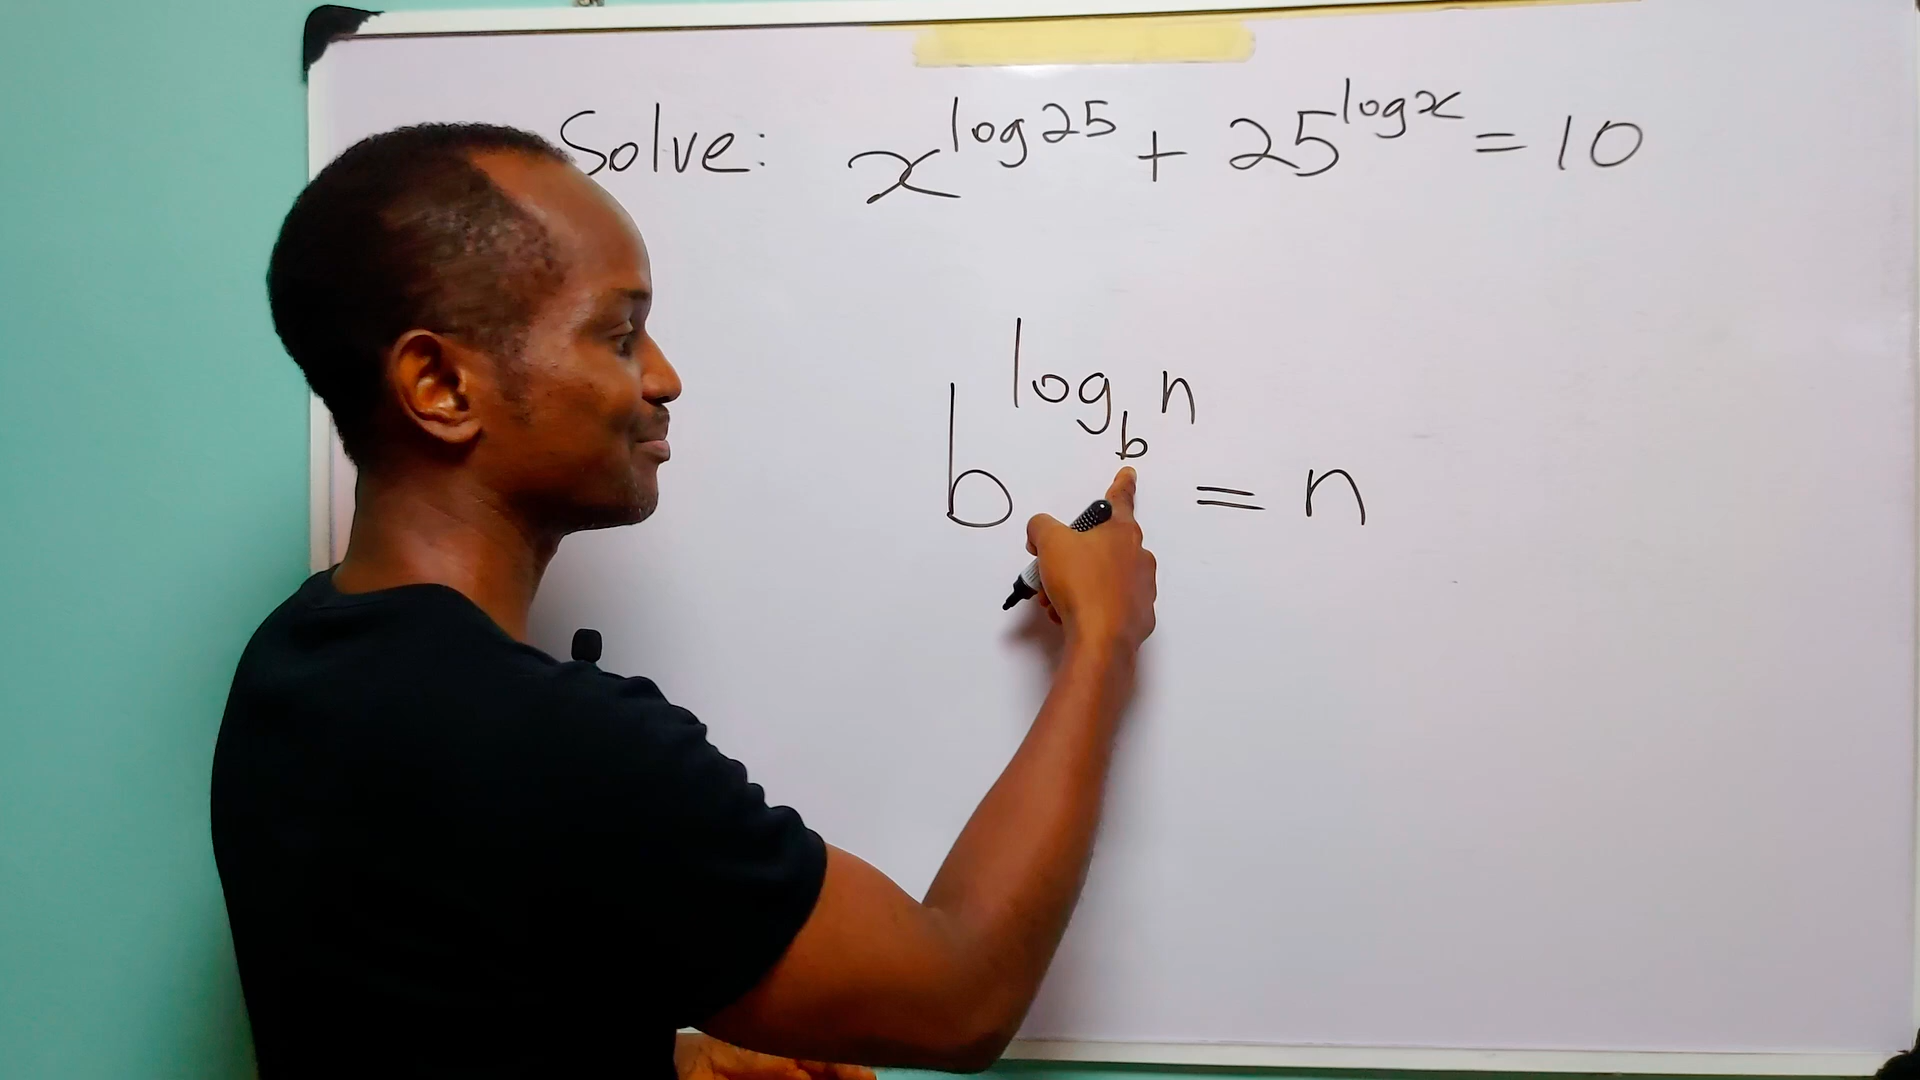 Solve: x^log25 + 25^logx = 10
b^log_b n = n